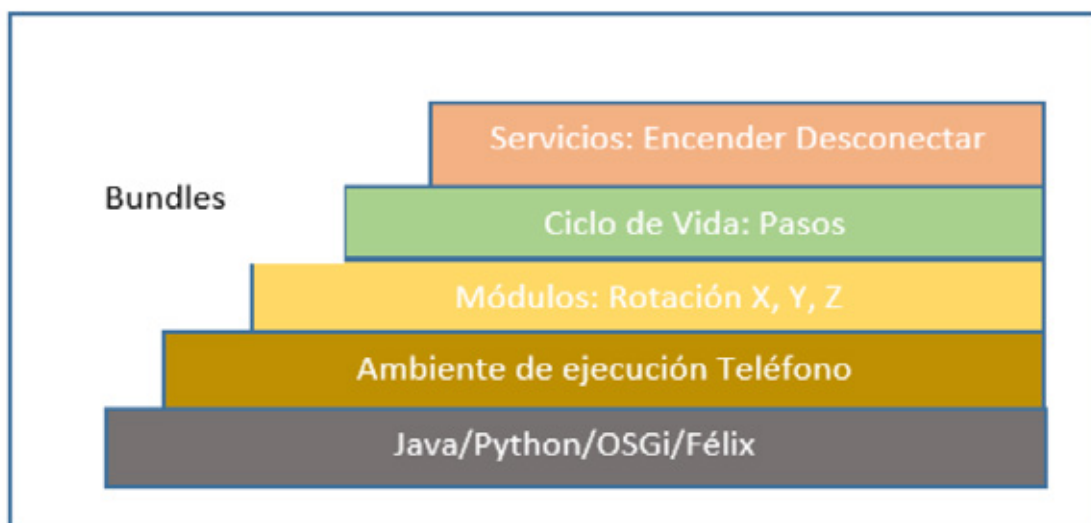 Servicios: Encender Desconectar
Bundles
Ciclo de Vida: Pasos
Módulos: Rotación X, Y, Z
Ambiente de ejecución Teléfono
Java/Python/OSGi/Félix